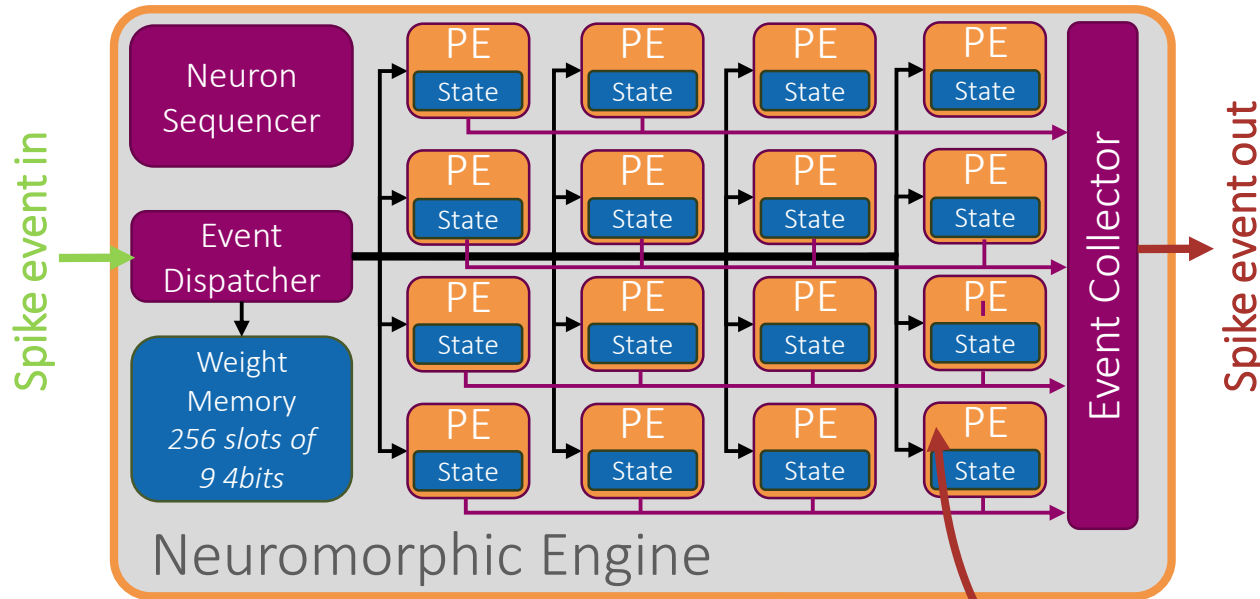 Spike event in
Neuron
Sequencer
Event
Dispatcher
Weight
Memory
256 slots of
9 4bits
PE
State
PE
State
PE
State
PE
State
PE
State
PE
State
PE
State
PE
State
PE
State
PE
State
PE
State
PE
State
PE
State
PE
State
PE
State
PE
State
Event Collector
Spike event out
Neuromorphic Engine